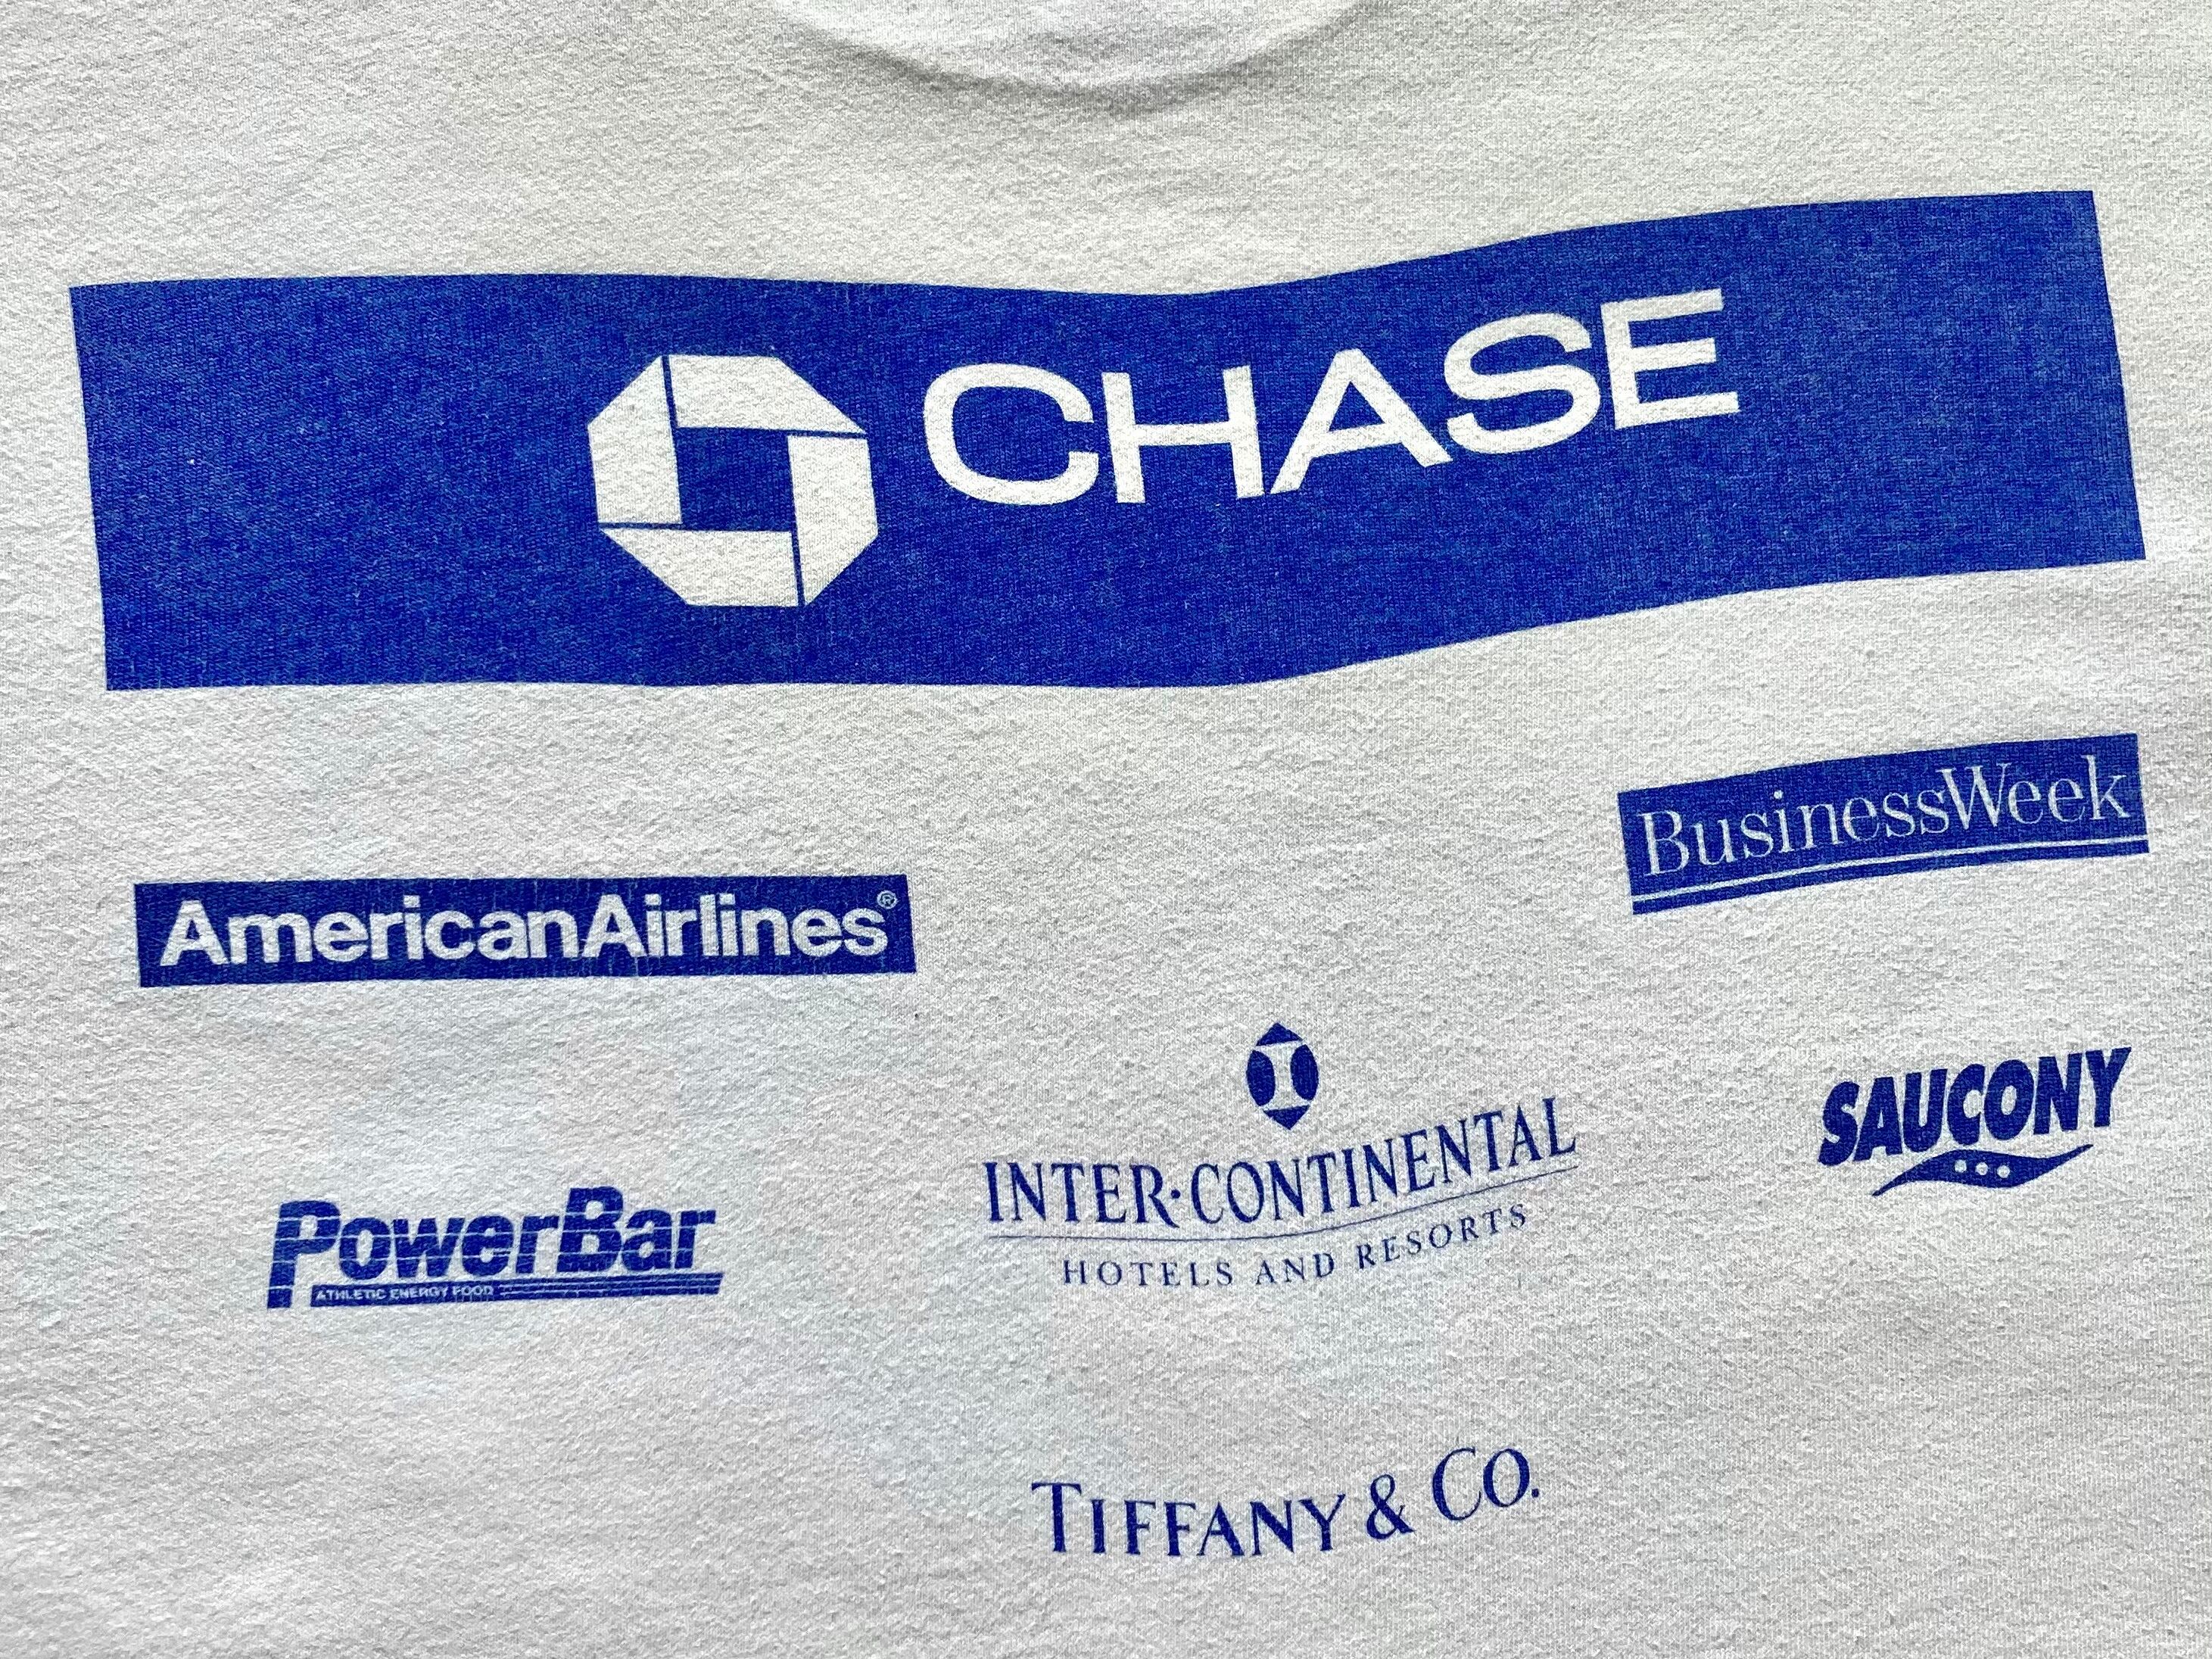 CHASE
BusinessWeek
AmericanAirlines®
SAUCONY
INTER·CONTINENTAL
HOTELS AND RESORTS
PowerBar
ATHLETIC ENERGY FOOD
TIFFANY & CO.